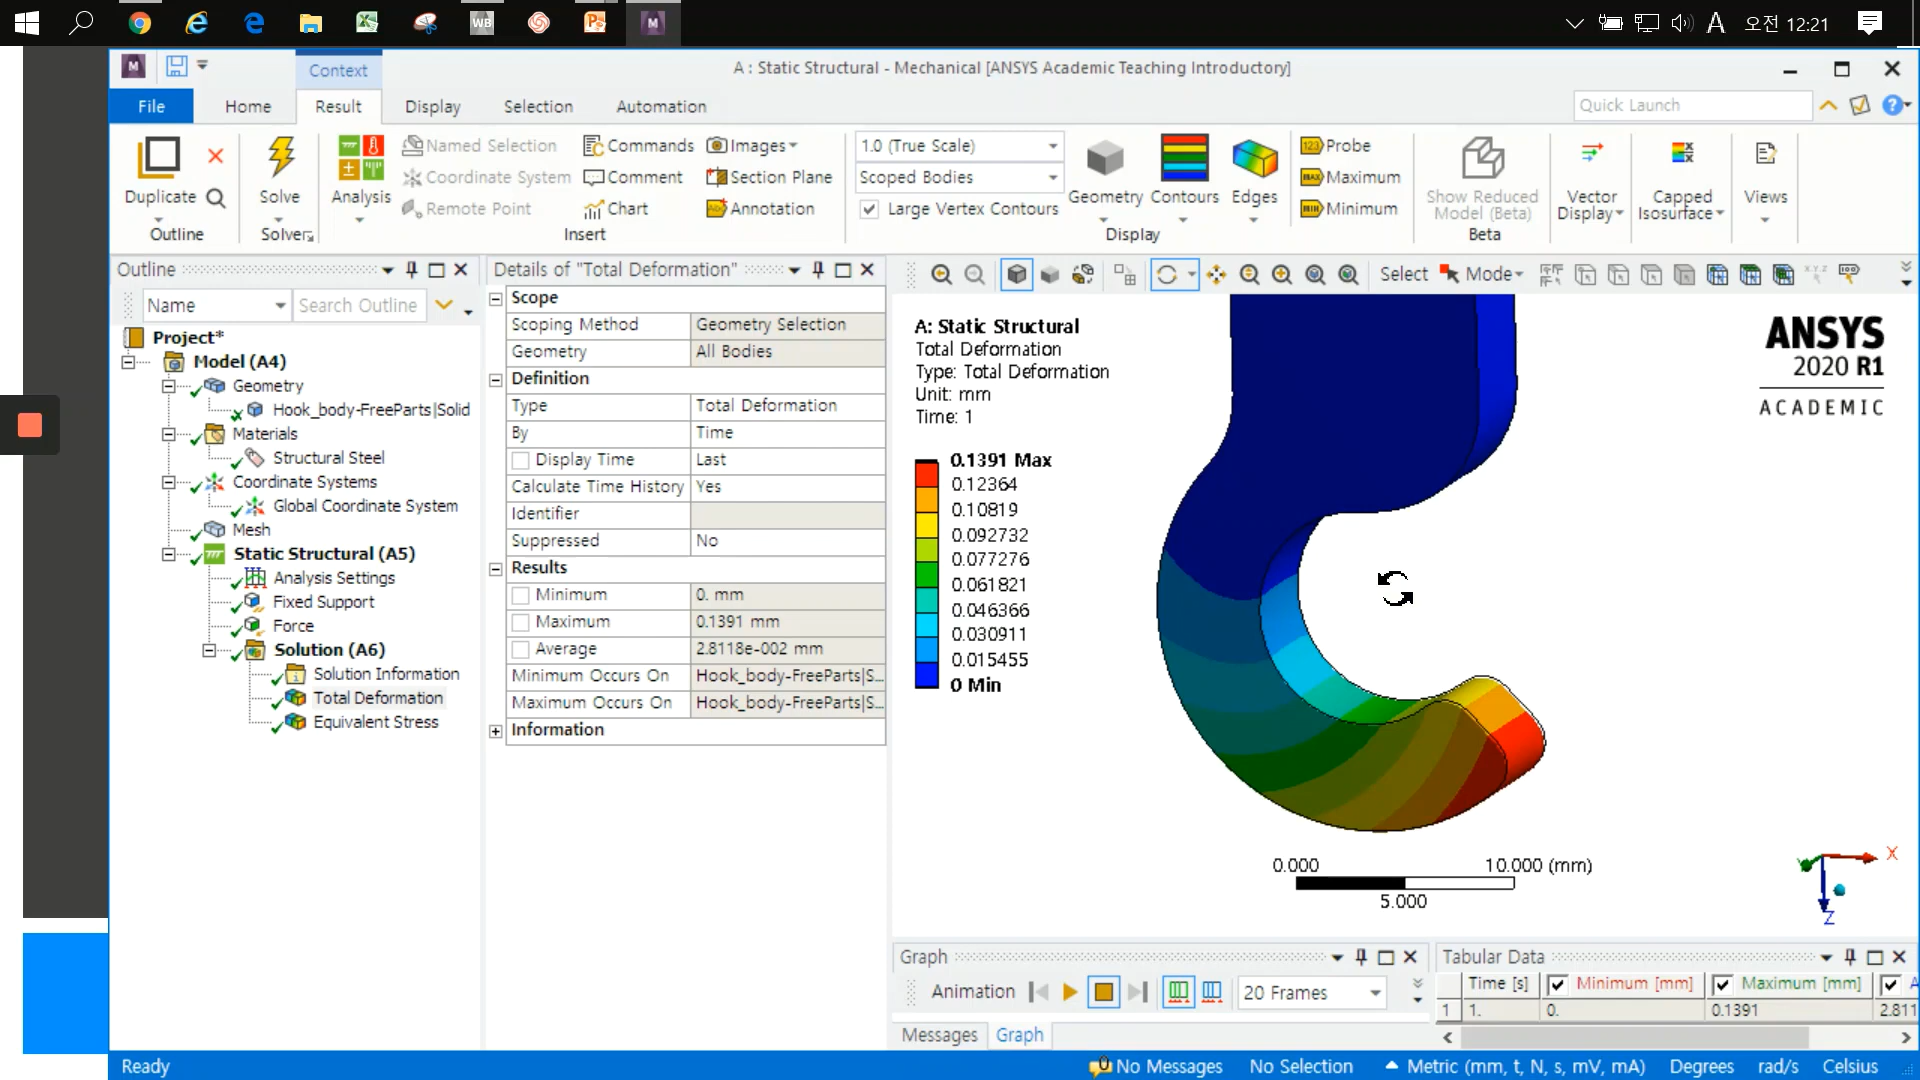 WB
P
M
A
오전 12:21
M
Context
A : Static Structural - Mechanical [ANSYS Academic Teaching Introductory]
File
Home
Result
Display
Selection
Automation
Quick Launch
Duplicate
Outline
Solve
Solver
Analysis
Named Selection
Coordinate System
Remote Point
Commands
Comment
Chart
Images
Section Plane
Annotation
Insert
1.0 (True Scale)
Scoped Bodies
Large Vertex Contours
Geometry
Contours
Edges
Display
Probe
Maximum
Minimum
Show Reduced
Model (Beta)
Beta
Vector
Display
Capped
Isosurface
Views
Outline
Name
Search Outline
Project*
Model (A4)
Geometry
Hook_body-FreeParts|Solid
Materials
Structural Steel
Coordinate Systems
Global Coordinate System
Mesh
Static Structural (A5)
Analysis Settings
Fixed Support
Force
Solution (A6)
Solution Information
Total Deformation
Equivalent Stress
Details of "Total Deformation"
Scope
Scoping Method Geometry Selection
Geometry All Bodies
Definition
Type Total Deformation
By Time
Display Time Last
Calculate Time History Yes
Identifier
Suppressed No
Results
Minimum 0. mm
Maximum 0.1391 mm
Average 2.8118e-002 mm
Minimum Occurs On Hook_body-FreeParts|S...
Maximum Occurs On Hook_body-FreeParts|S...
Information
Select
Mode
A: Static Structural
Total Deformation
Type: Total Deformation
Unit: mm
Time: 1
0.1391 Max
0.12364
0.10819
0.092732
0.077276
0.061821
0.046366
0.030911
0.015455
0 Min
ANSYS
2020 R1
ACADEMIC
0.000 10.000 (mm)
5.000
X
Z
Graph
Animation
20 Frames
Messages
Graph
Tabular Data
Time [s] Minimum [mm] Maximum [mm] A
1 1. 0. 0.1391 2.811
Ready
No Messages
No Selection
Metric (mm, t, N, s, mV, mA)
Degrees
rad/s
Celsius